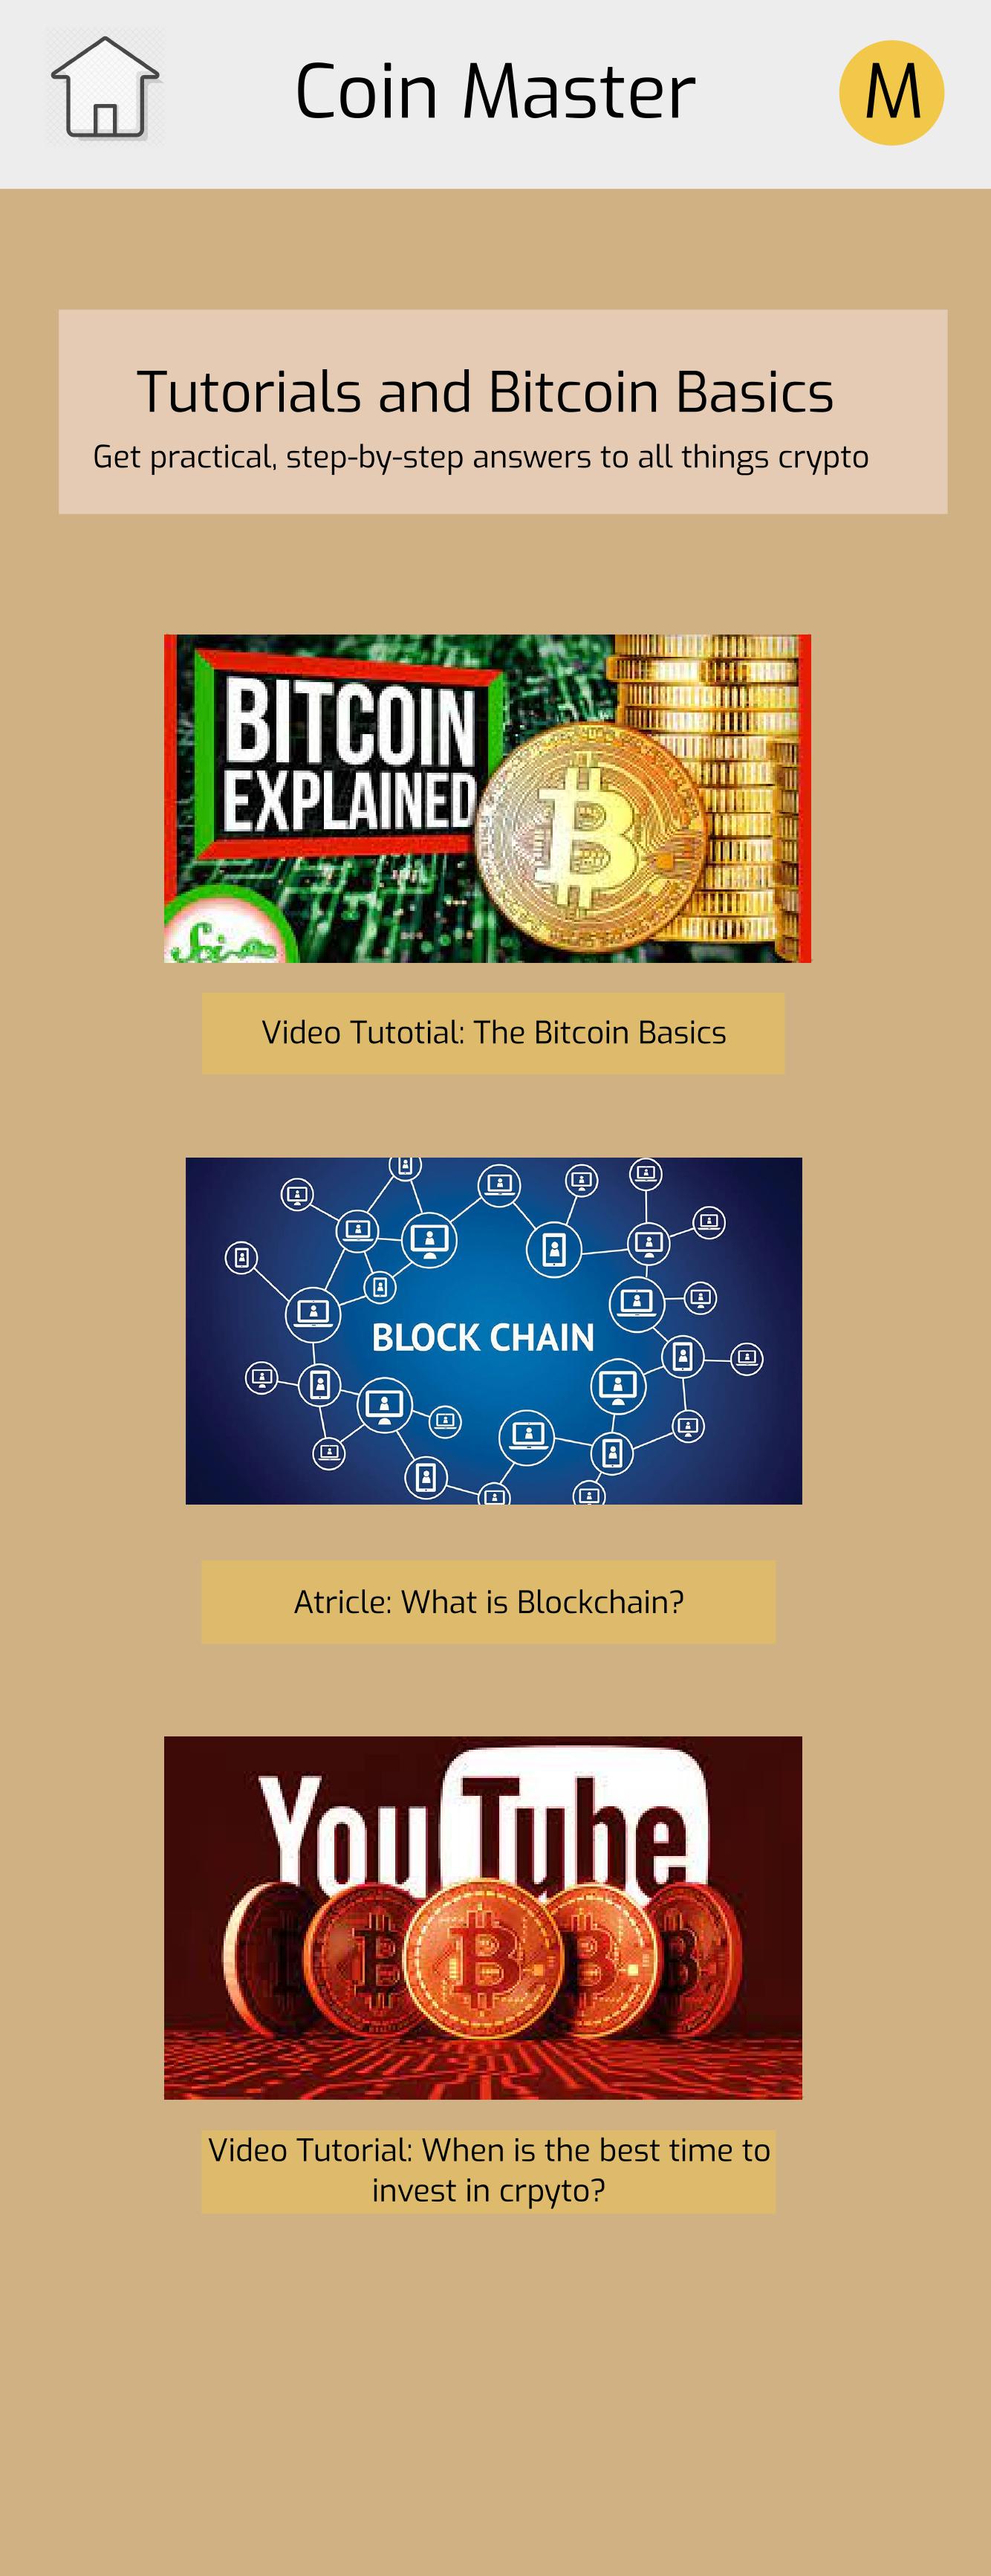 Coin Master
M
Tutorials and Bitcoin Basics
Get practical, step-by-step answers to all things crypto
BITCOIN
EXPLAINED
Video Tutotial: The Bitcoin Basics
BLOCK CHAIN
Atricle: What is Blockchain?
YouTube
Video Tutorial: When is the best time to
invest in crpyto?